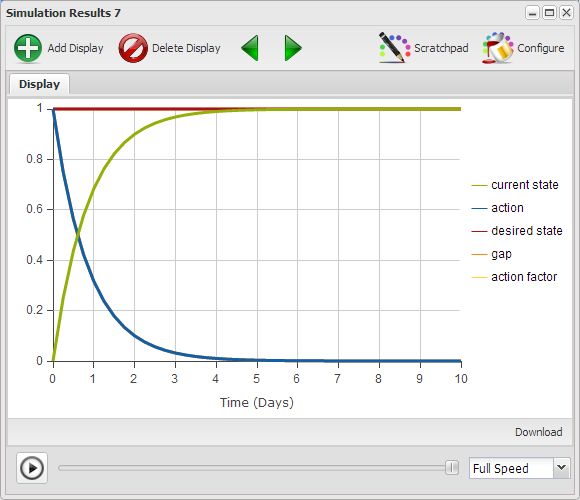 Simulation Results 7
Add Display Delete Display Scratchpad Configure
Display
1
0.8
0.6
0.4
0.2
0
0 1 2 3 4 5 6 7 8 9 10
Time (Days)
current state
action
desired state
gap
action factor
Download
Full Speed